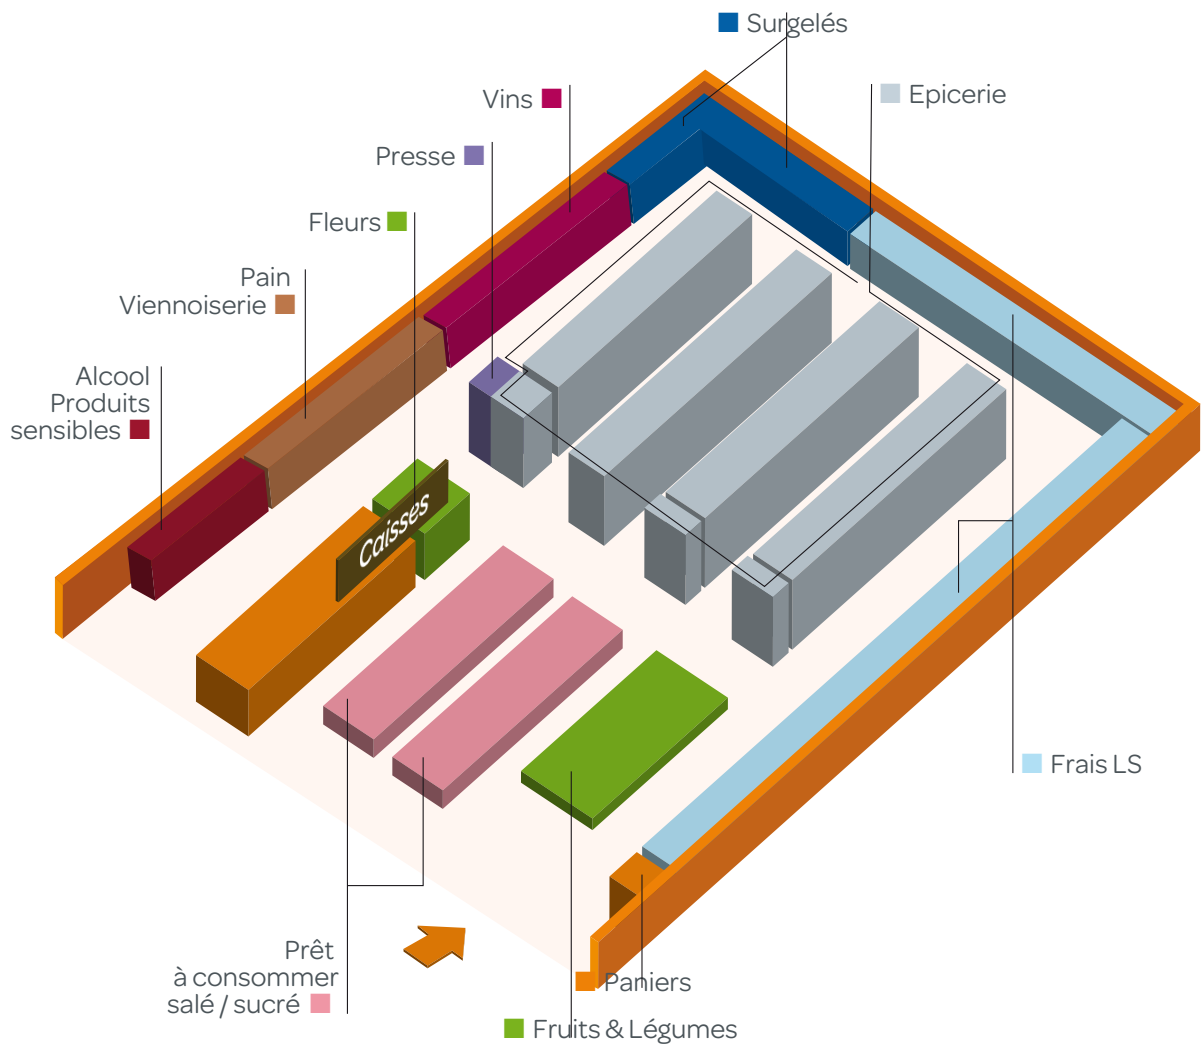 Surgelés
Epicerie
Vins
Presse
Fleurs
Pain
Viennoiserie
Alcool
Produits
sensibles
Caisses
Frais LS
Prêt
à consommer
salé / sucré
Paniers
Fruits & Légumes